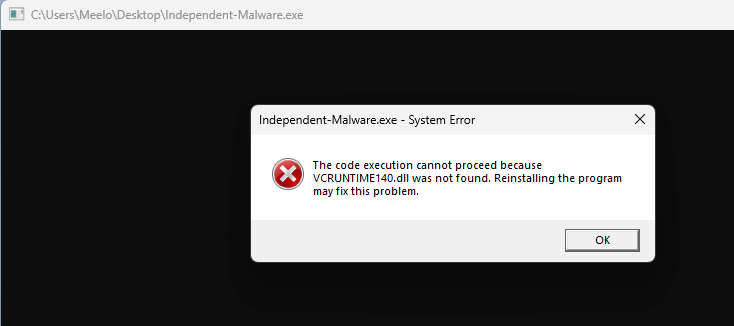 C:\Users\Meelo\Desktop\Independent-Malware.exe
Independent-Malware.exe - System Error
The code execution cannot proceed because
VCRUNTIME140.dll was not found. Reinstalling the program
may fix this problem.
OK